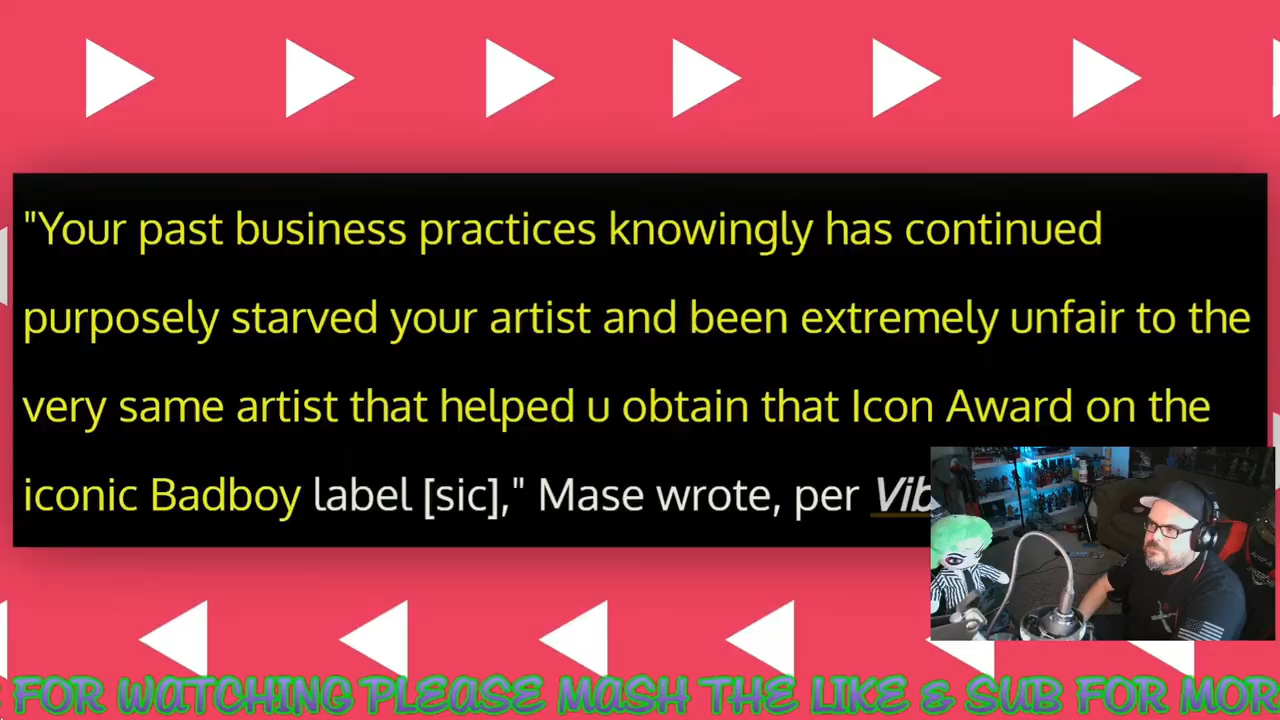 "Your past business practices knowingly has continued
purposely starved your artist and been extremely unfair to the
very same artist that helped u obtain that Icon Award on the
iconic Badboy label [sic]," Mase wrote, per
FOR WATCHING PLEASE MASH THE LIKE & SUB FOR